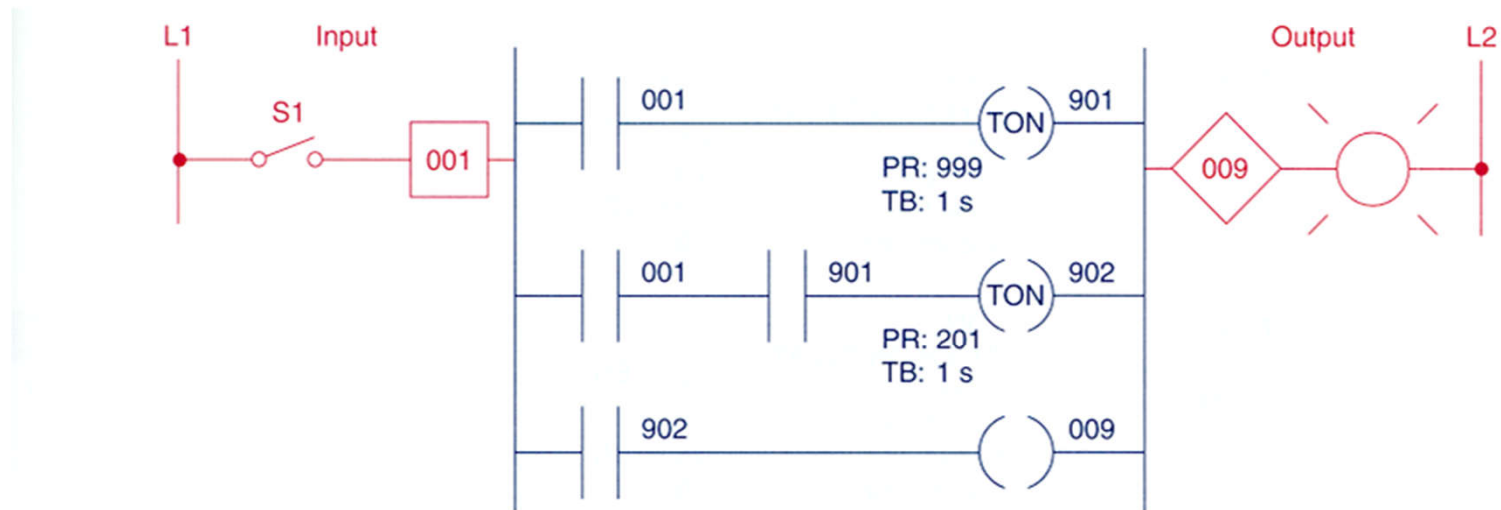 L1 Input Output L2
S1
001
001 TON 901
PR: 999
TB: 1 s
009
001 901 TON 902
PR: 201
TB: 1 s
902 009